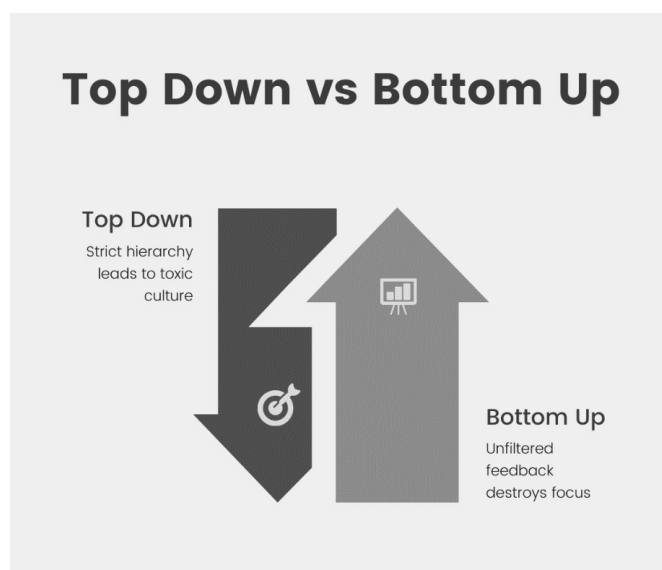 Top Down vs Bottom Up
Top Down
Strict hierarchy
leads to toxic
culture
Bottom Up
Unfiltered
feedback
destroys focus